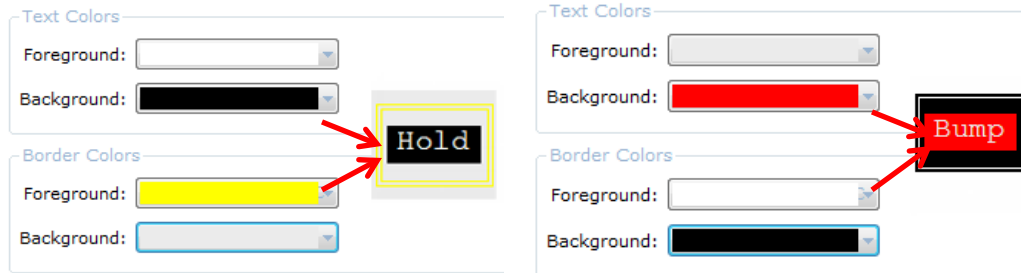 Text Colors
Foreground:
Background:
Hold
Border Colors
Foreground:
Background:
Text Colors
Foreground:
Background:
Bump
Border Colors
Foreground:
Background: